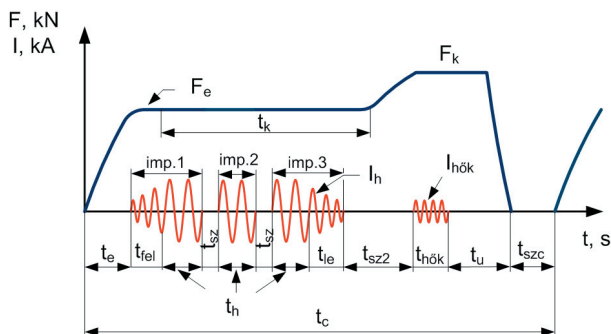 F, kN
I, kA
F_e
F_k
t_k
imp.1 imp.2 imp.3
I_h
I_hők
t_sz t_sz
t, s
t_e t_fel t_le t_sz2 t_hők t_u t_szc
t_h
t_c